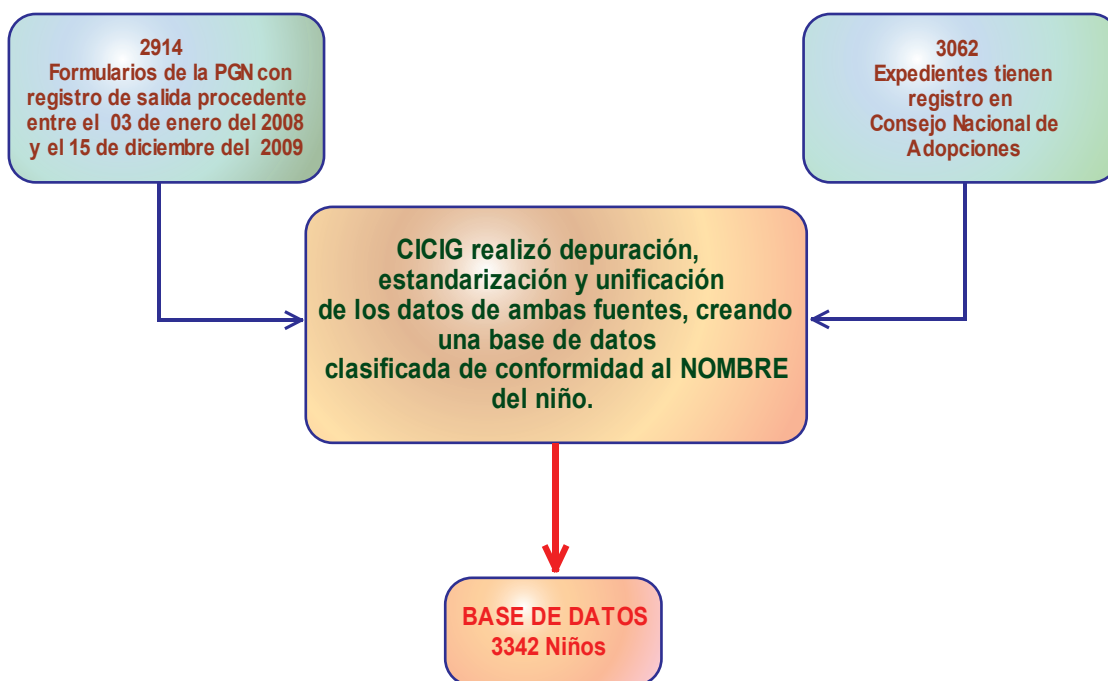 2914
Formularios de la PGN con
registro de salida procedente
entre el 03 de enero del 2008
y el 15 de diciembre del 2009
3062
Expedientes tienen
registro en
Consejo Nacional de
Adopciones
CICIG realizó depuración,
estandarización y unificación
de los datos de ambas fuentes, creando
una base de datos
clasificada de conformidad al NOMBRE
del niño.
BASE DE DATOS
3342 Niños